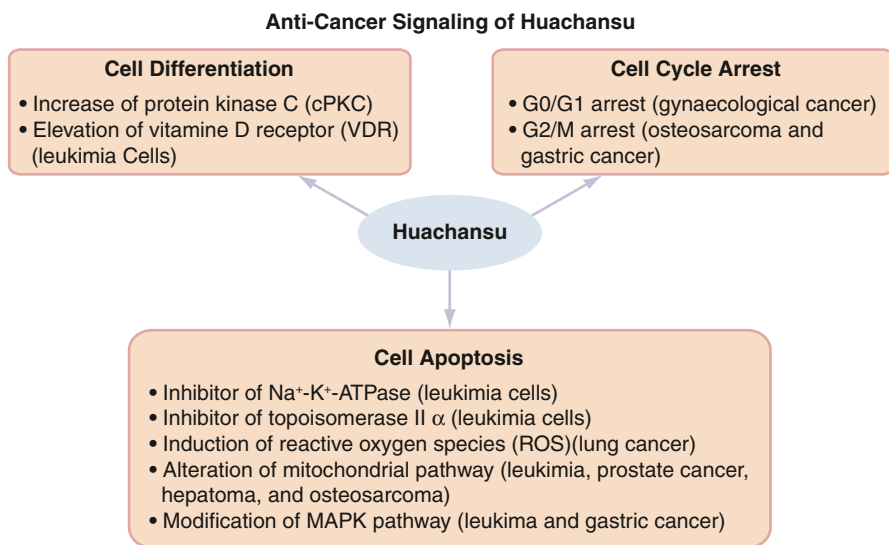 Anti-Cancer Signaling of Huachansu
Cell Differentiation
• Increase of protein kinase C (cPKC)
• Elevation of vitamine D receptor (VDR)
(leukimia Cells)
Cell Cycle Arrest
• G0/G1 arrest (gynaecological cancer)
• G2/M arrest (osteosarcoma and
gastric cancer)
Huachansu
Cell Apoptosis
• Inhibitor of Na⁺-K⁺-ATPase (leukimia cells)
• Inhibitor of topoisomerase II α (leukimia cells)
• Induction of reactive oxygen species (ROS)(lung cancer)
• Alteration of mitochondrial pathway (leukimia, prostate cancer,
hepatoma, and osteosarcoma)
• Modification of MAPK pathway (leukima and gastric cancer)